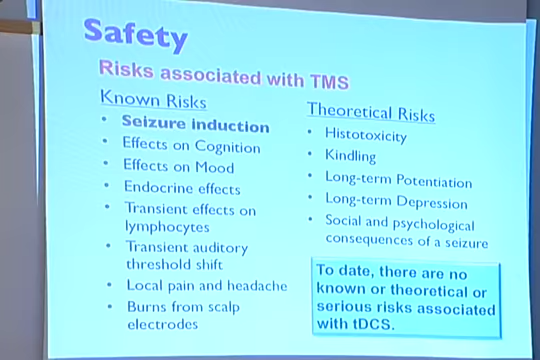 Safety
Risks associated with TMS
Known Risks
• Seizure induction
• Effects on Cognition
• Effects on Mood
• Endocrine effects
• Transient effects on
lymphocytes
• Transient auditory
threshold shift
• Local pain and headache
• Burns from scalp
electrodes
Theoretical Risks
• Histotoxicity
• Kindling
• Long-term Potentiation
• Long-term Depression
• Social and psychological
consequences of a seizure
To date, there are no
known or theoretical or
serious risks associated
with tDCS.